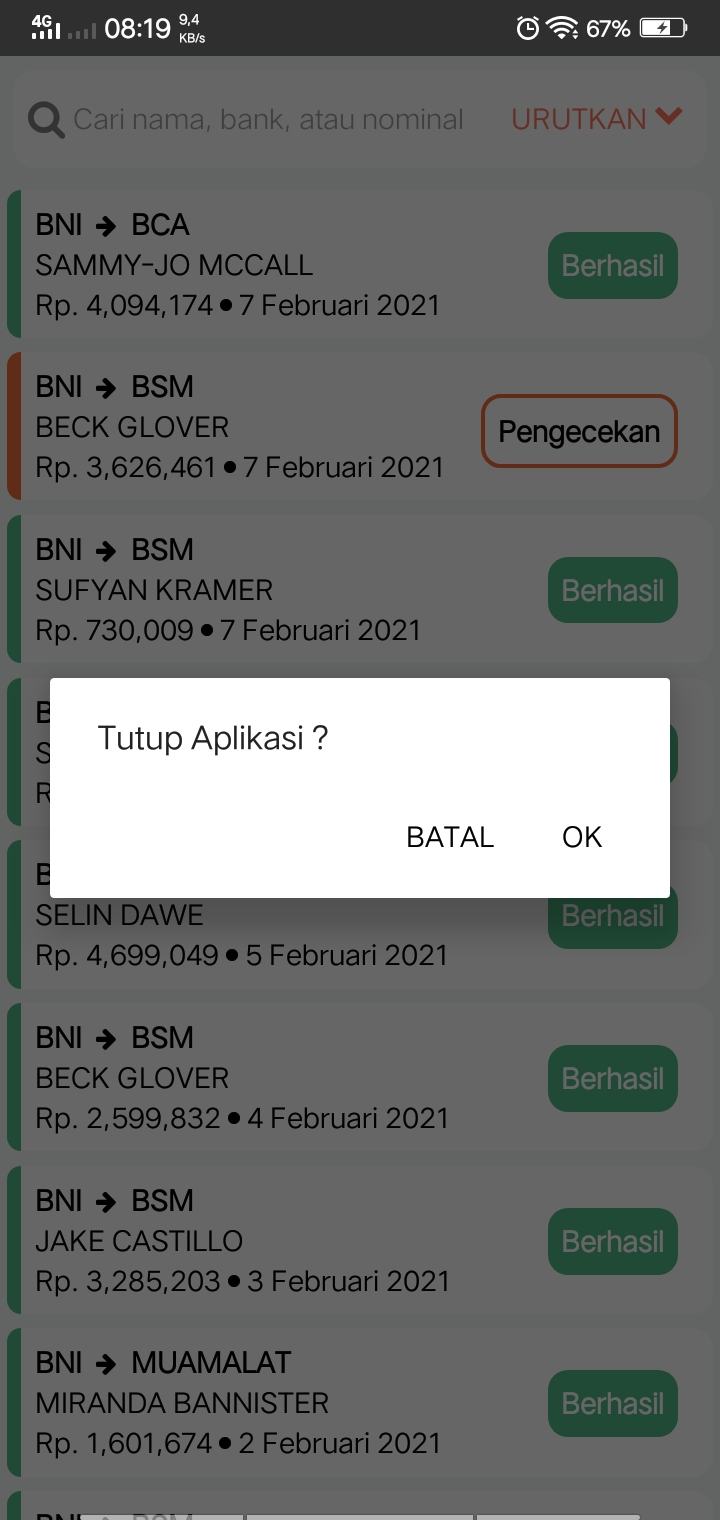 4G 08:19 9,4 KB/s 67%
Cari nama, bank, atau nominal URUTKAN
BNI → BCA
SAMMY-JO MCCALL
Berhasil
Rp. 4,094,174 ● 7 Februari 2021
BNI → BSM
BECK GLOVER
Pengecekan
Rp. 3,626,461 ● 7 Februari 2021
BNI → BSM
SUFYAN KRAMER
Berhasil
Rp. 730,009 ● 7 Februari 2021
Tutup Aplikasi ?
BATAL OK
SELIN DAWE
Berhasil
Rp. 4,699,049 ● 5 Februari 2021
BNI → BSM
BECK GLOVER
Berhasil
Rp. 2,599,832 ● 4 Februari 2021
BNI → BSM
JAKE CASTILLO
Berhasil
Rp. 3,285,203 ● 3 Februari 2021
BNI → MUAMALAT
MIRANDA BANNISTER
Berhasil
Rp. 1,601,674 ● 2 Februari 2021
BNI → BSM